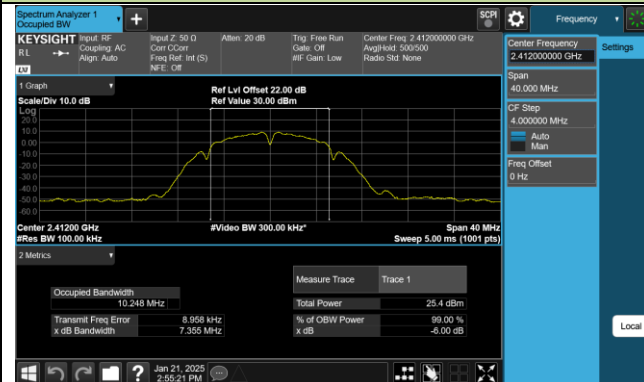 Spectrum Analyzer 1
Occupied BW
SCPI
Frequency
KEYSIGHT
RL
LXI
Input: RF
Coupling: AC
Align: Auto
Input Z: 50 Ω
Corr CCorr
Freq Ref: Int (S)
NFE: Off
Atten: 20 dB
Trig: Free Run
Gate: Off
#IF Gain: Low
Center Freq: 2.412000000 GHz
Avg|Hold: 500/500
Radio Std: None
Center Frequency
2.412000000 GHz
Settings
Span
40.000 MHz
CF Step
4.000000 MHz
Auto
Man
Freq Offset
0 Hz
Local
1 Graph
Scale/Div 10.0 dB
Ref Lvl Offset 22.00 dB
Ref Value 30.00 dBm
Log
20.0
10.0
0.00
-10.0
-20.0
-30.0
-40.0
-50.0
-60.0
Center 2.41200 GHz
#Video BW 300.00 kHz*
Span 40 MHz
#Res BW 100.00 kHz
Sweep 5.00 ms (1001 pts)
2 Metrics
Measure Trace
Trace 1
Occupied Bandwidth
10.248 MHz
Total Power
25.4 dBm
Transmit Freq Error
8.958 kHz
% of OBW Power
99.00 %
x dB Bandwidth
7.355 MHz
x dB
-6.00 dB
?
Jan 21, 2025
2:55:21 PM